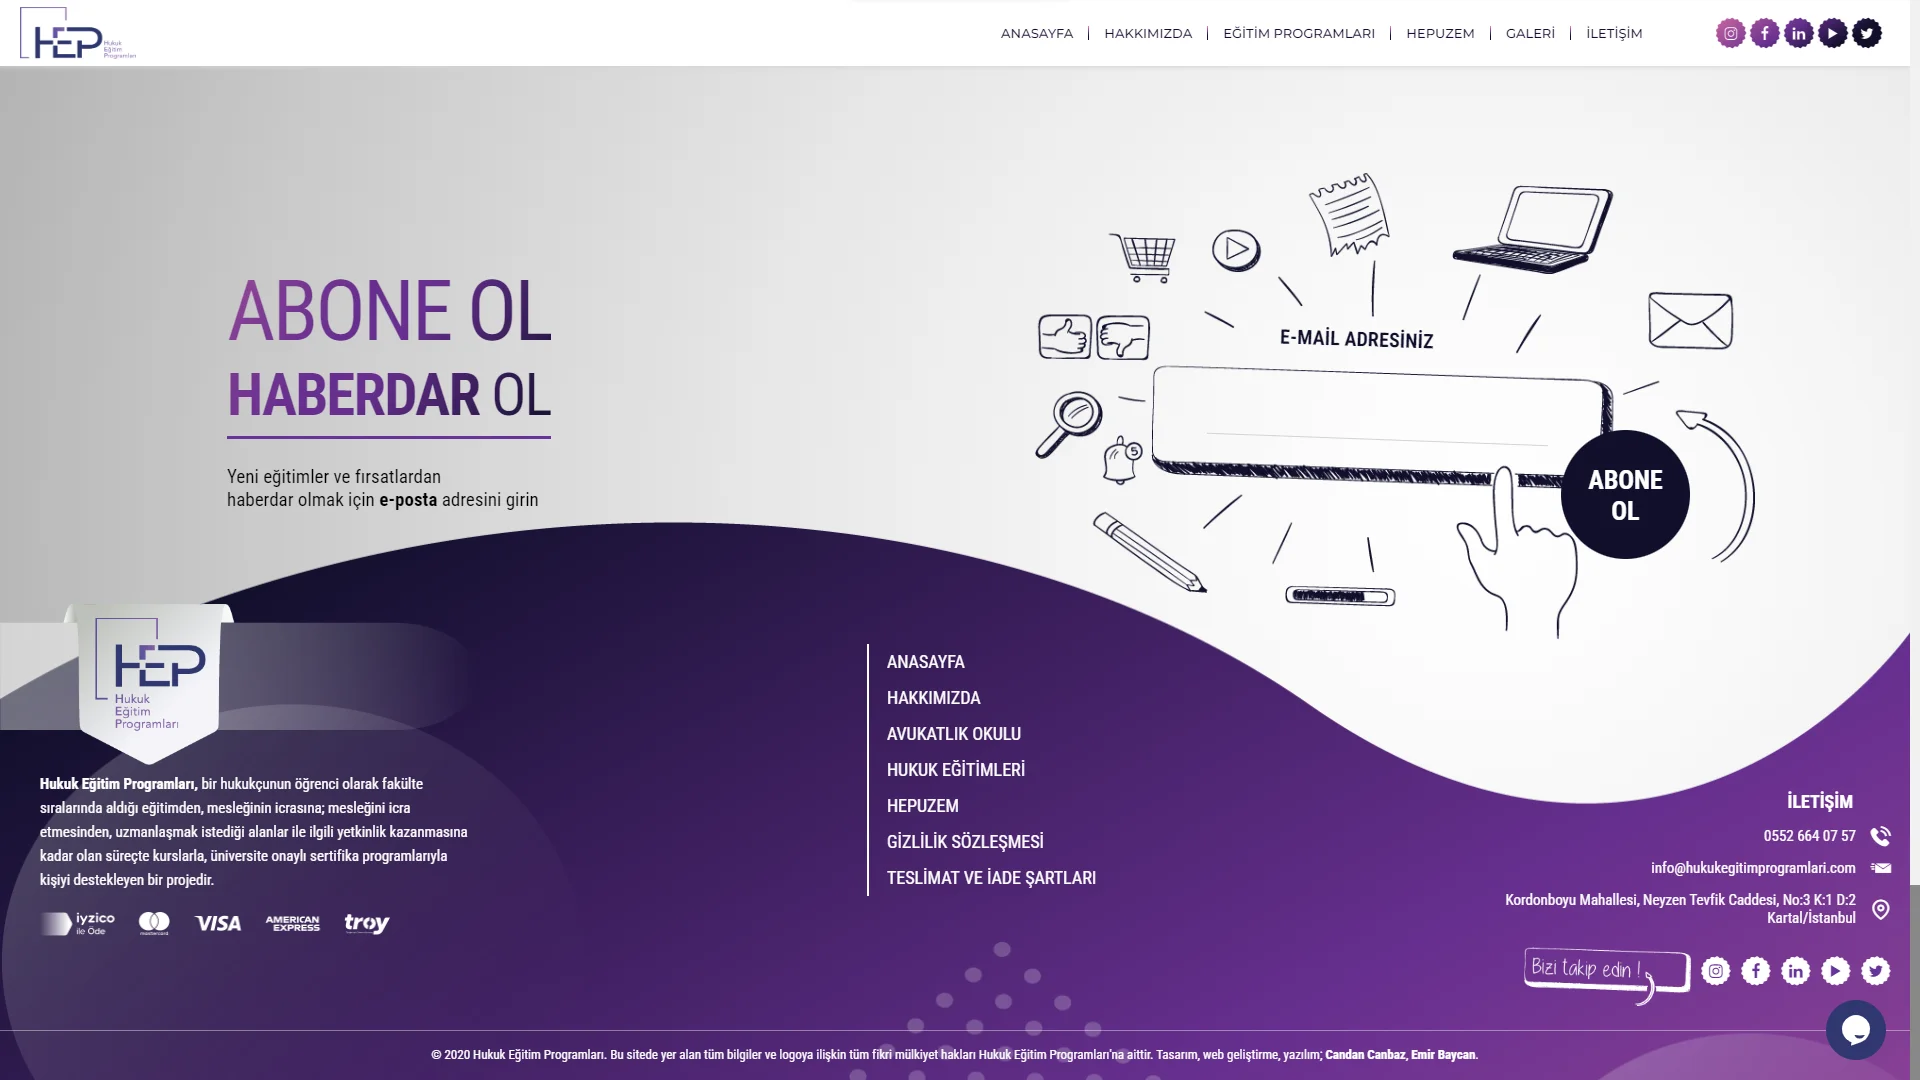 HEP
Hukuk
Eğitim
Programları
ANASAYFA
HAKKIMIZDA
EĞİTİM PROGRAMLARI
HEPUZEM
GALERİ
İLETİŞİM
ABONE OL
HABERDAR OL
Yeni eğitimler ve fırsatlardan
haberdar olmak için e-posta adresini girin
E-MAİL ADRESİNİZ
5
ABONE
OL
HEP
Hukuk
Eğitim
Programları
Hukuk Eğitim Programları, bir hukukçunun öğrenci olarak fakülte
sıralarında aldığı eğitimden, mesleğinin icrasına; mesleğini icra
etmesinden, uzmanlaşmak istediği alanlar ile ilgili yetkinlik kazanmasına
kadar olan süreçte kurslarla, üniversite onaylı sertifika programlarıyla
kişiyi destekleyen bir projedir.
iyzico
ile Öde
mastercard
VISA
AMERICAN
EXPRESS
troy
ANASAYFA
HAKKIMIZDA
AVUKATLIK OKULU
HUKUK EĞİTİMLERİ
HEPUZEM
GİZLİLİK SÖZLEŞMESİ
TESLİMAT VE İADE ŞARTLARI
İLETİŞİM
0552 664 07 57
info@hukukegitimprogramlari.com
Kordonboyu Mahallesi, Neyzen Tevfik Caddesi, No:3 K:1 D:2
Kartal/İstanbul
Bizi takip edin !
© 2020 Hukuk Eğitim Programları. Bu sitede yer alan tüm bilgiler ve logoya ilişkin tüm fikri mülkiyet hakları Hukuk Eğitim Programları'na aittir. Tasarım, web geliştirme, yazılım; Candan Canbaz, Emir Baycan.